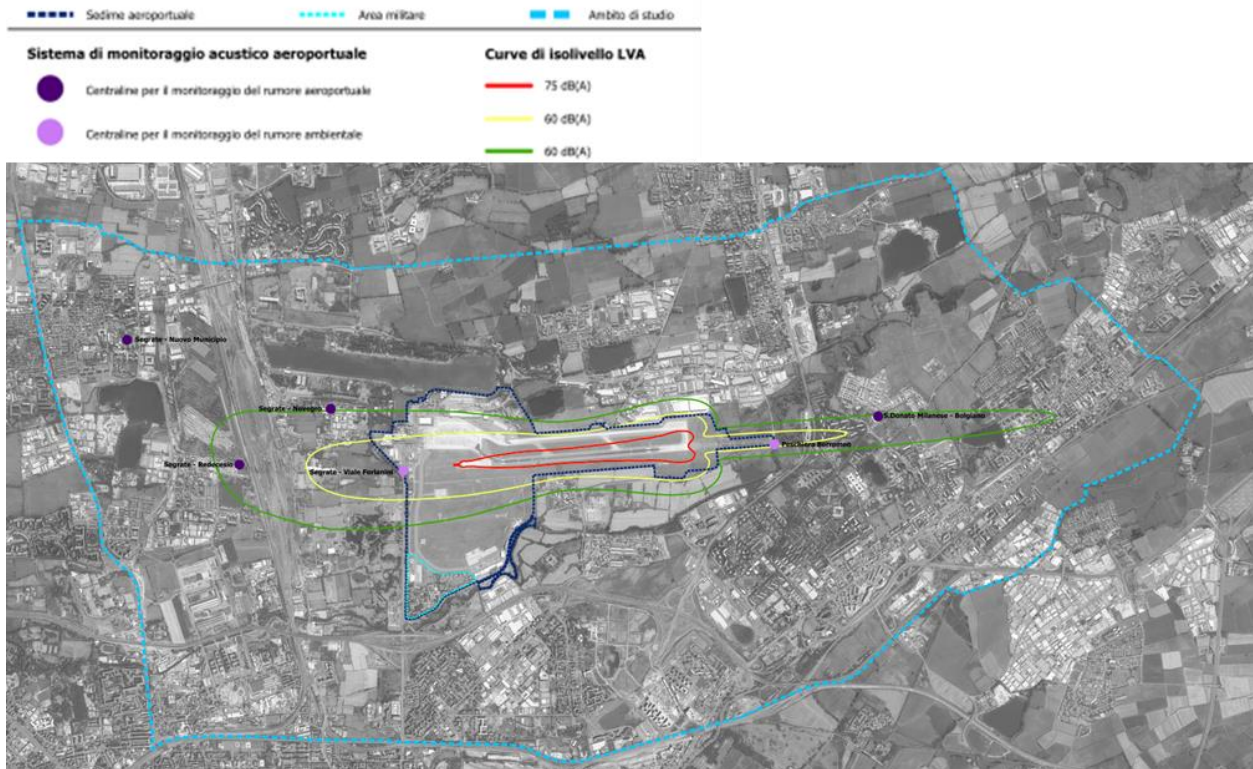 Sedime aeroportuale Area militare Ambito di studio
Sistema di monitoraggio acustico aeroportuale Curve di isolivello LVA
Centraline per il monitoraggio del rumore aeroportuale 75 dB(A)
60 dB(A)
Centraline per il monitoraggio del rumore ambientale
60 dB(A)
Segrate - Nuovo Municipio
Segrate - Novegro
S.Donato Milanese - Bolgiano
Peschiera Borromeo
Segrate - Redecesio
Segrate - Viale Forlanini